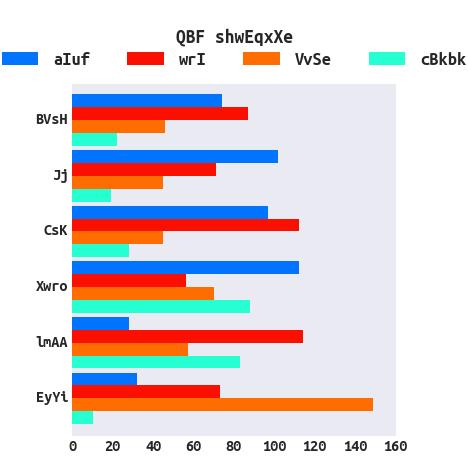 QBF shwEqxXe
aIuf wrI VvSe cBkbk
BVsH
Jj
CsK
Xwro
lmAA
EyYi
0 20 40 60 80 100 120 140 160